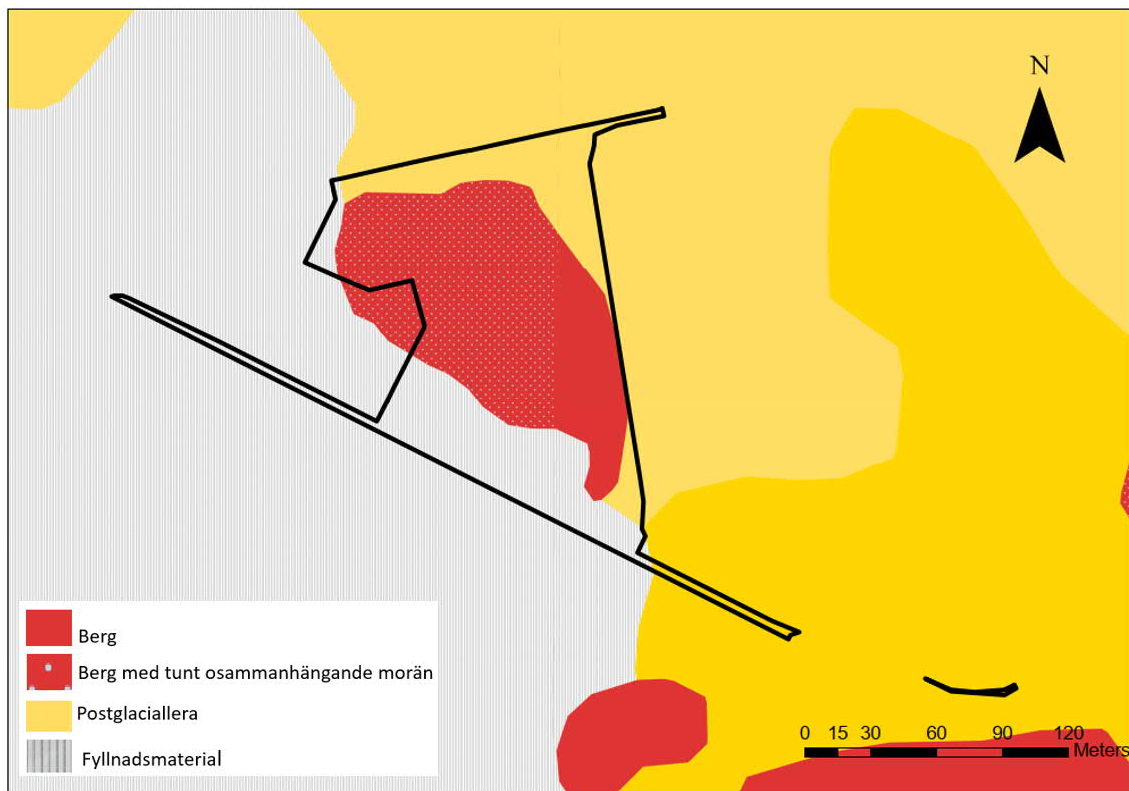 N
Berg
Berg med tunt osammanhängande morän
Postglaciallera
Fyllnadsmaterial
0 15 30 60 90 120
Meters